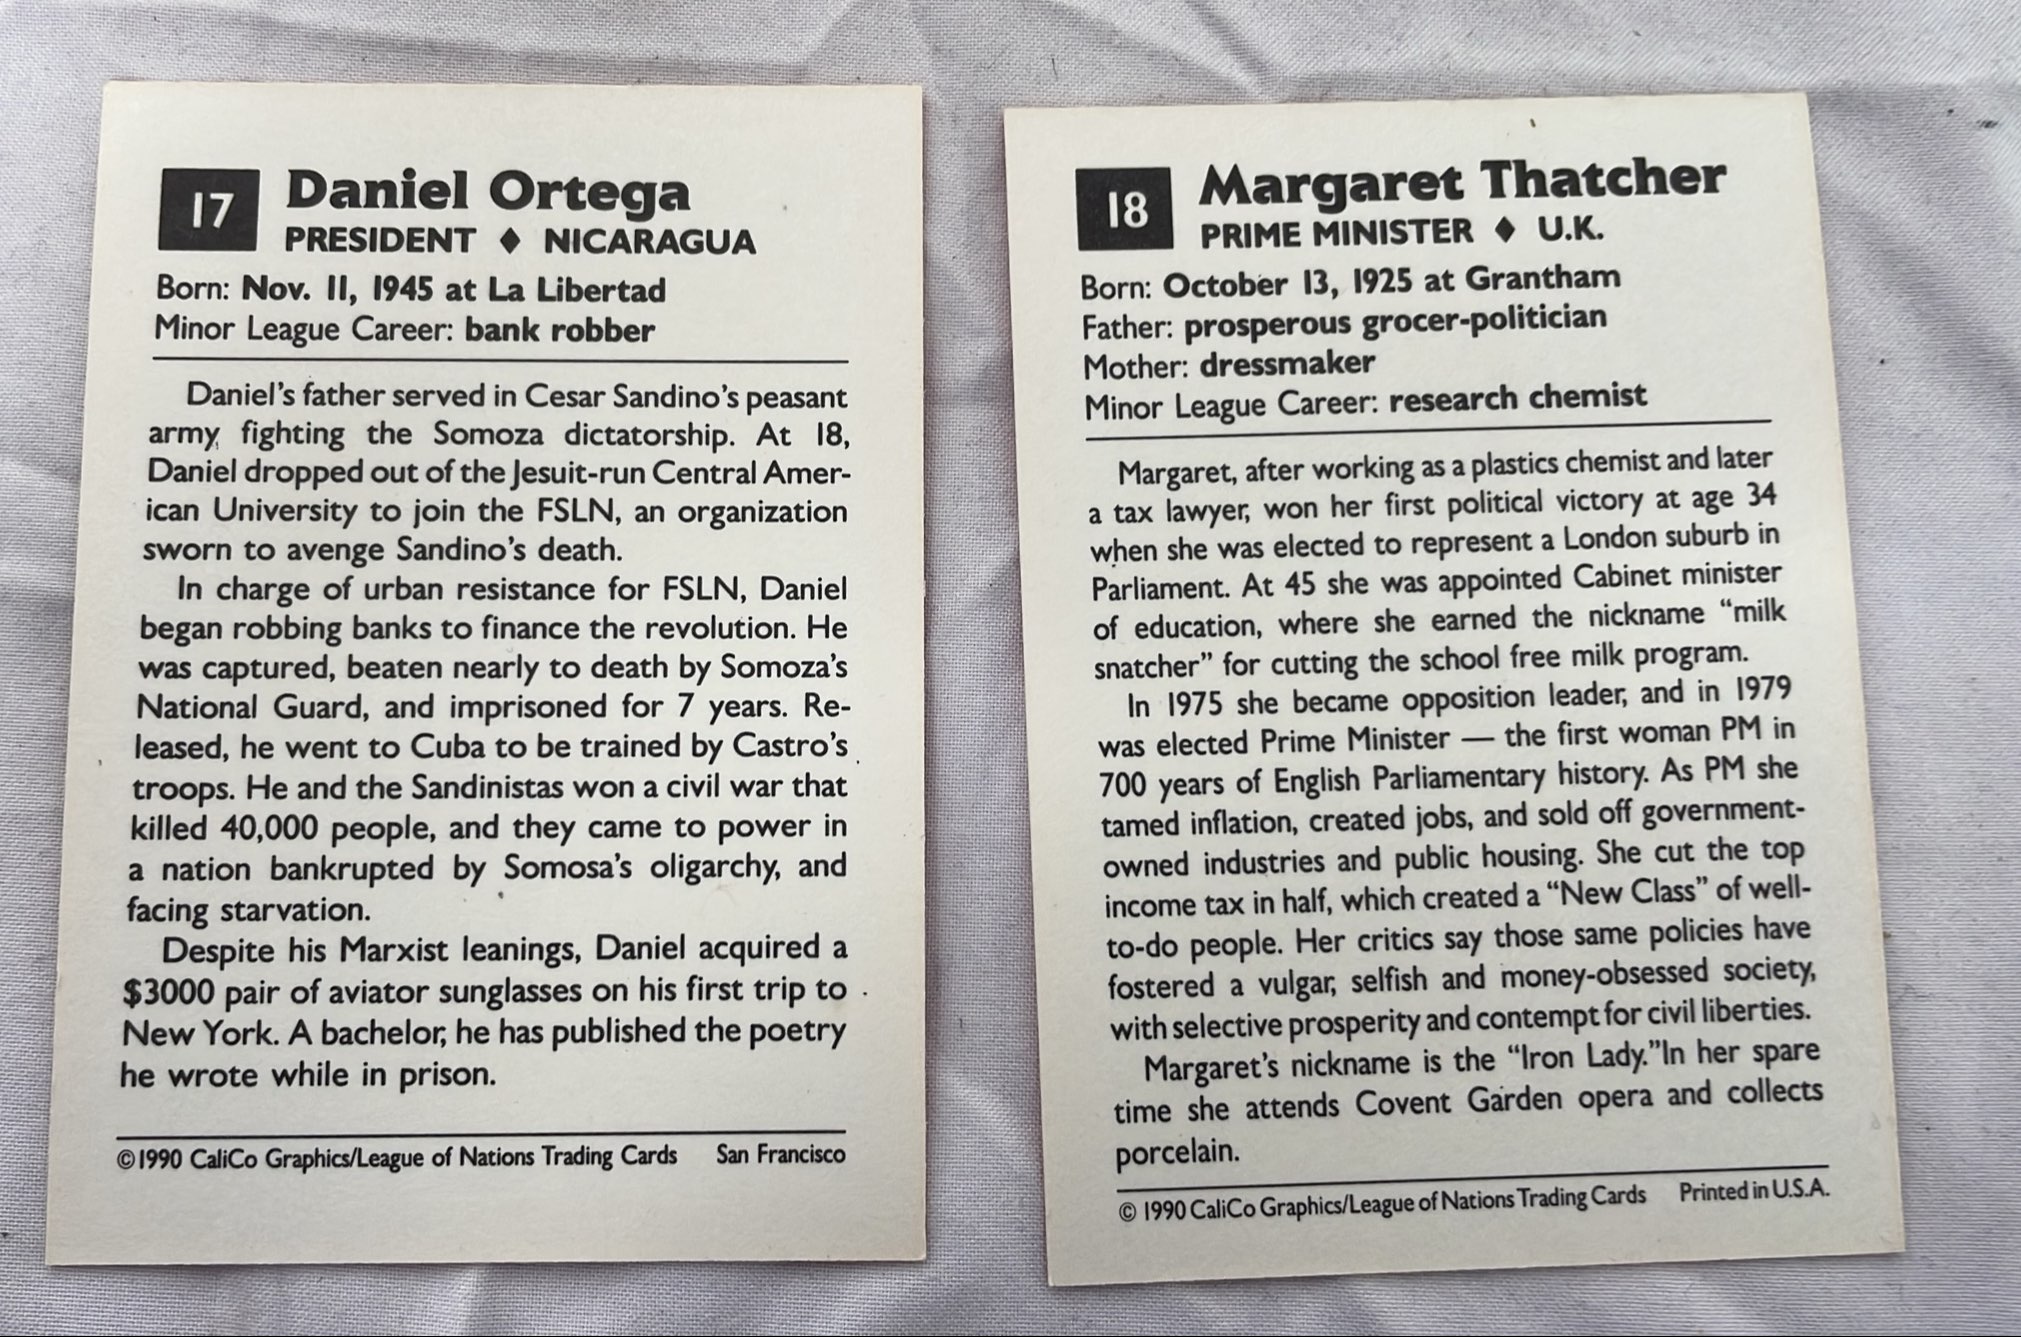 17
Daniel Ortega
PRESIDENT ♦ NICARAGUA
Born: Nov. 11, 1945 at La Libertad
Minor League Career: bank robber
Daniel's father served in Cesar Sandino's peasant
army, fighting the Somoza dictatorship. At 18,
Daniel dropped out of the Jesuit-run Central Amer-
ican University to join the FSLN, an organization
sworn to avenge Sandino's death.
In charge of urban resistance for FSLN, Daniel
began robbing banks to finance the revolution. He
was captured, beaten nearly to death by Somoza's
National Guard, and imprisoned for 7 years. Re-
leased, he went to Cuba to be trained by Castro's
troops. He and the Sandinistas won a civil war that
killed 40,000 people, and they came to power in
a nation bankrupted by Somosa's oligarchy, and
facing starvation.
Despite his Marxist leanings, Daniel acquired a
$3000 pair of aviator sunglasses on his first trip to
New York. A bachelor, he has published the poetry
he wrote while in prison.
©1990 CaliCo Graphics/League of Nations Trading Cards San Francisco
18
Margaret Thatcher
PRIME MINISTER ♦ U.K.
Born: October 13, 1925 at Grantham
Father: prosperous grocer-politician
Mother: dressmaker
Minor League Career: research chemist
Margaret, after working as a plastics chemist and later
a tax lawyer, won her first political victory at age 34
when she was elected to represent a London suburb in
Parliament. At 45 she was appointed Cabinet minister
of education, where she earned the nickname "milk
snatcher" for cutting the school free milk program.
In 1975 she became opposition leader, and in 1979
was elected Prime Minister — the first woman PM in
700 years of English Parliamentary history. As PM she
tamed inflation, created jobs, and sold off government-
owned industries and public housing. She cut the top
income tax in half, which created a "New Class" of well-
to-do people. Her critics say those same policies have
fostered a vulgar, selfish and money-obsessed society,
with selective prosperity and contempt for civil liberties.
Margaret's nickname is the "Iron Lady."In her spare
time she attends Covent Garden opera and collects
porcelain.
© 1990 CaliCo Graphics/League of Nations Trading Cards Printed in U.S.A.